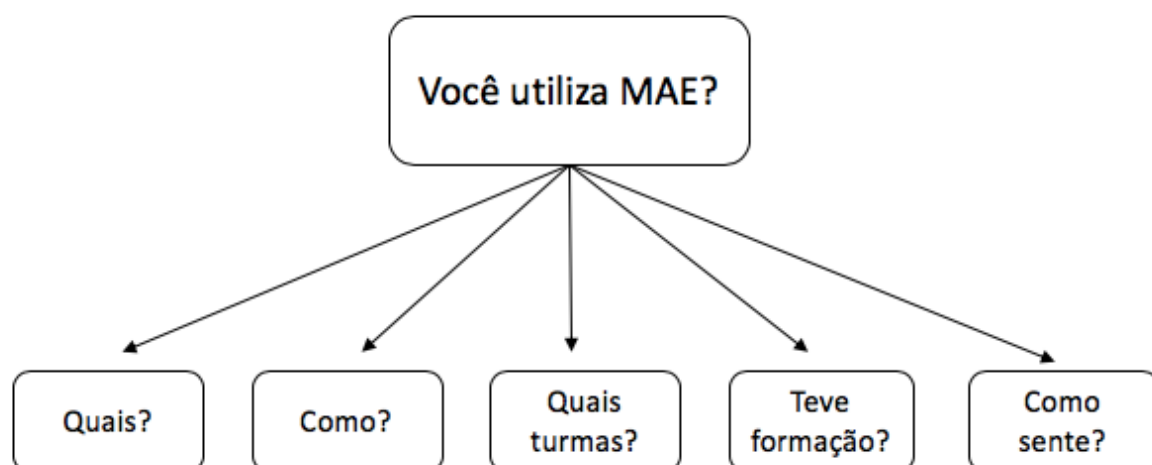 Você utiliza MAE?
Quais?
Como?
Quais
turmas?
Teve
formação?
Como
sente?